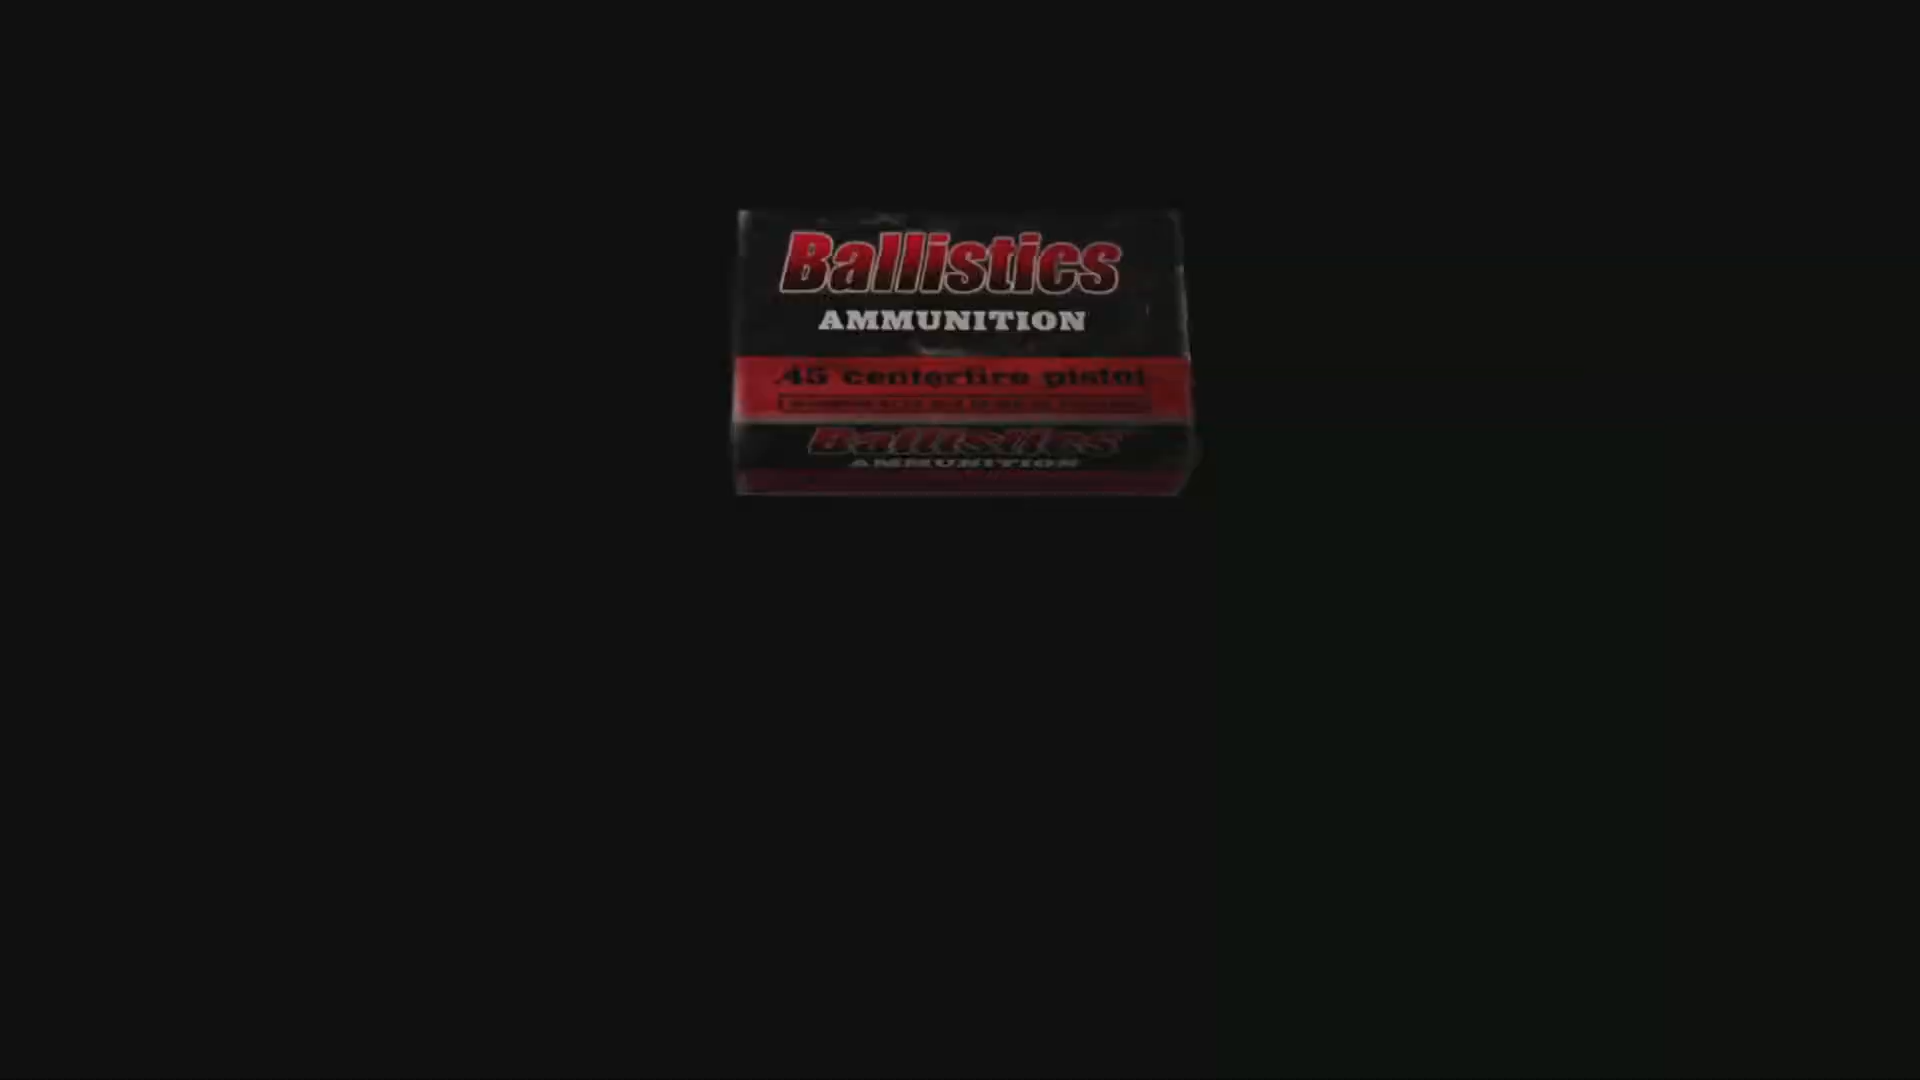 Ballistics
AMMUNITION
.45 centerfire pistol
Ballistics
AMMUNITION